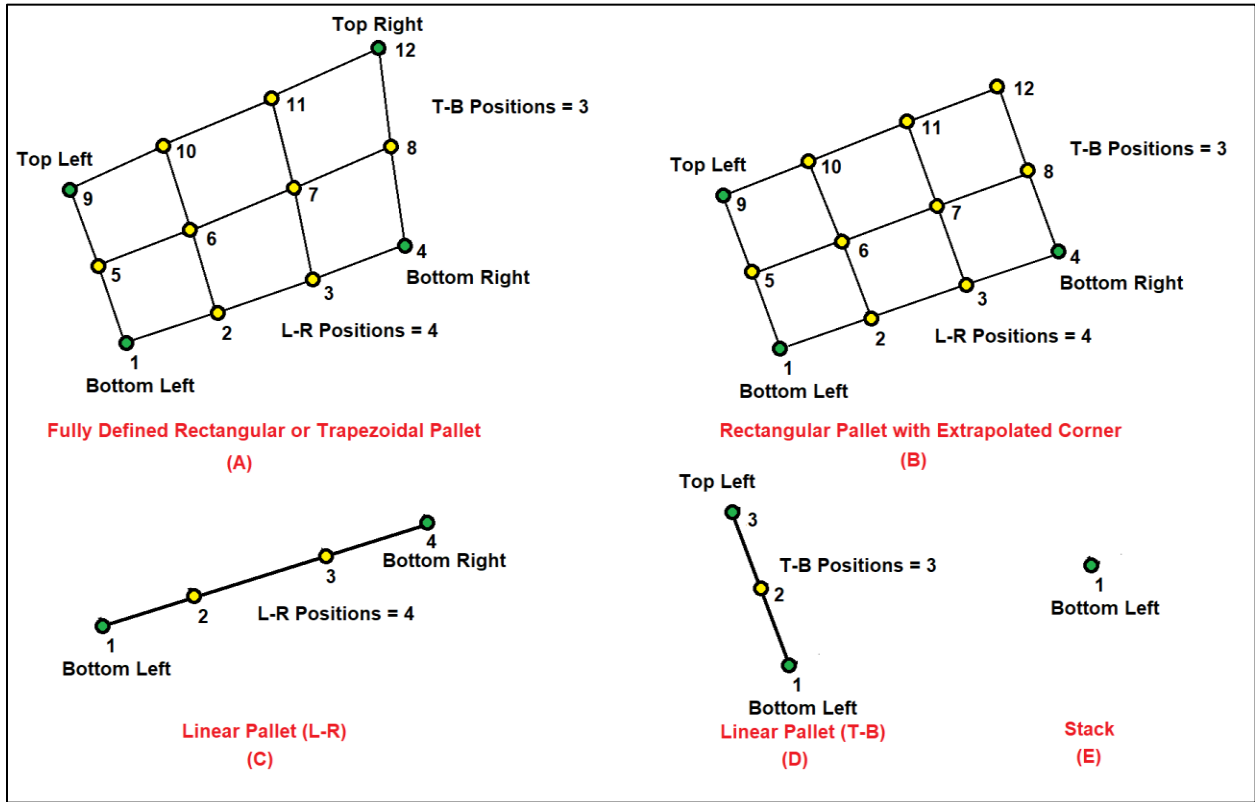 Top Right
12
11
T-B Positions = 3
10
8
Top Left
9
7
6
5
4
Bottom Right
3
2
L-R Positions = 4
1
Bottom Left
Fully Defined Rectangular or Trapezoidal Pallet
(A)
12
11
T-B Positions = 3
10
8
Top Left
9
7
6
5
4
Bottom Right
3
2
L-R Positions = 4
1
Bottom Left
Rectangular Pallet with Extrapolated Corner
(B)
4
Bottom Right
3
2
L-R Positions = 4
1
Bottom Left
Linear Pallet (L-R)
(C)
Top Left
3
T-B Positions = 3
2
1
Bottom Left
Linear Pallet (T-B)
(D)
1
Bottom Left
Stack
(E)